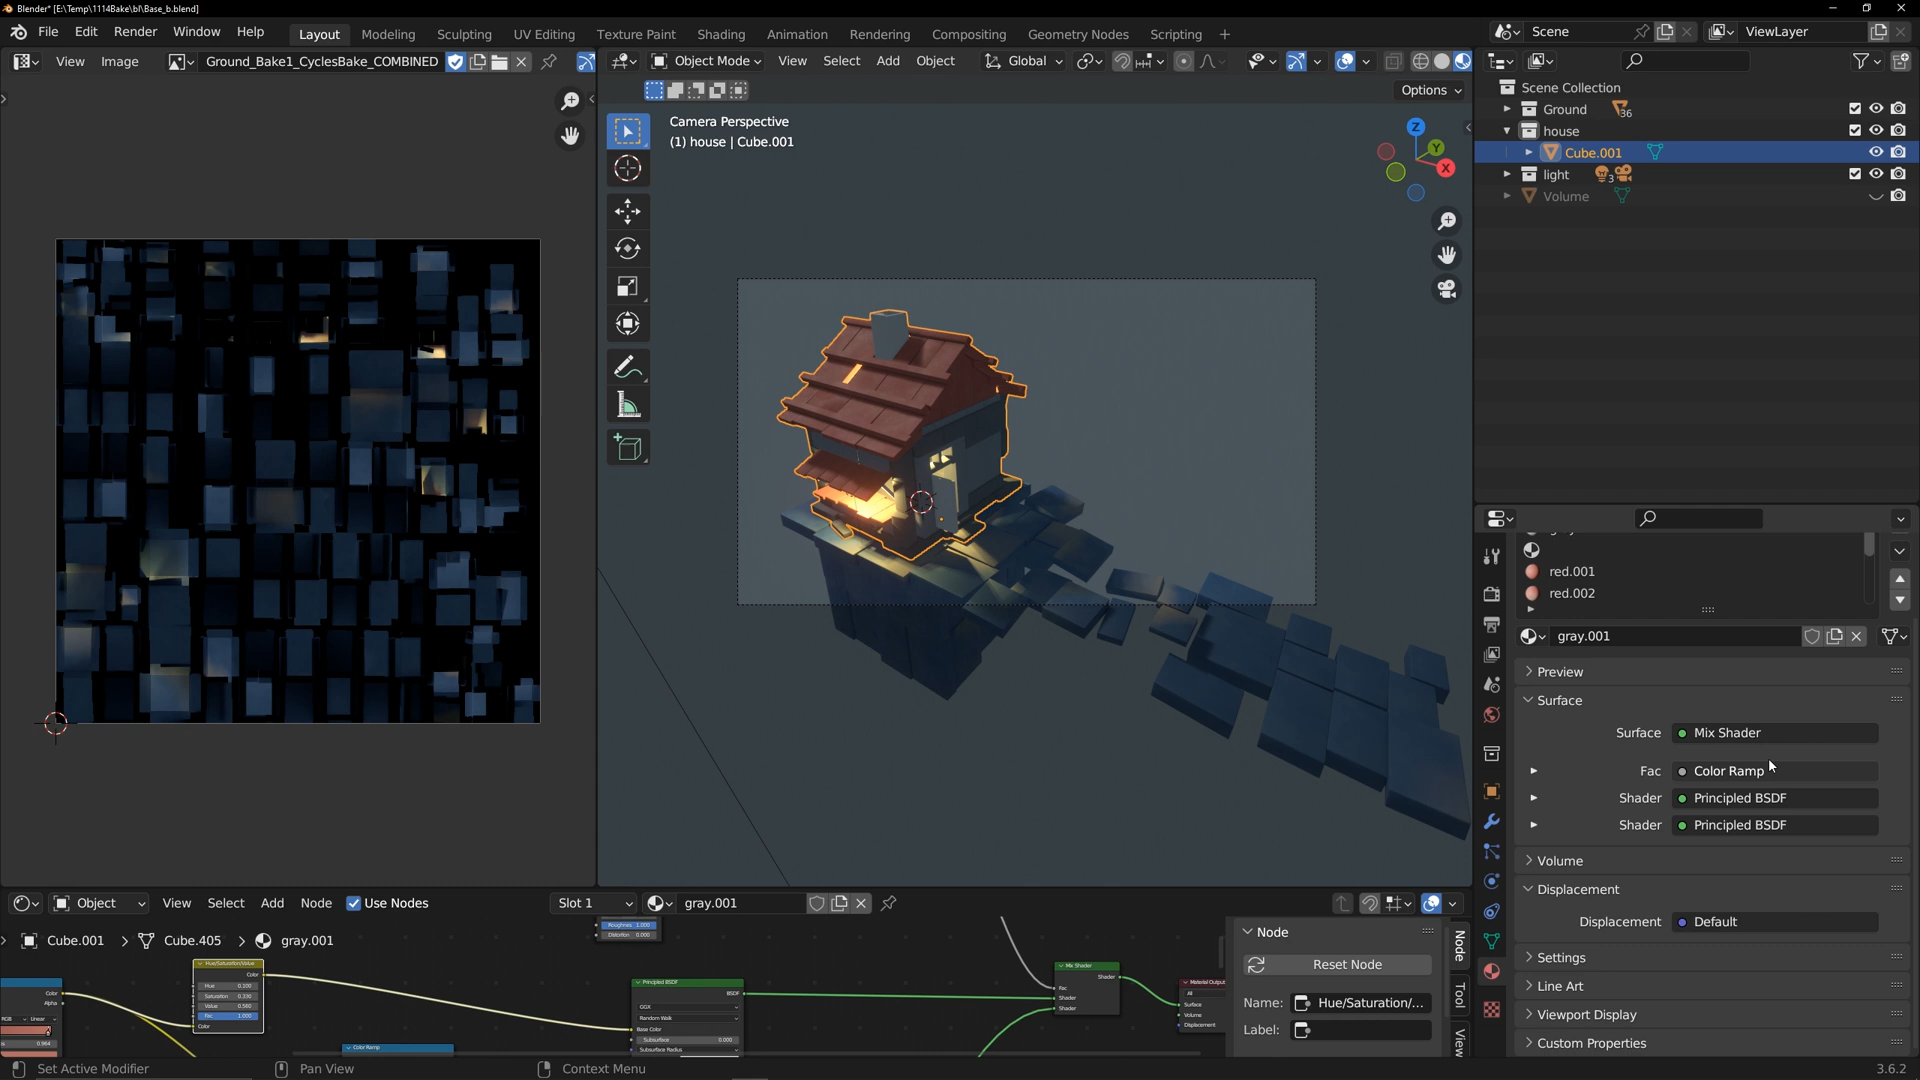 Blender* [E:\Temp\1114Bake\bl\Base_b.blend]
File Edit Render Window Help
Layout Modeling Sculpting UV Editing Texture Paint Shading Animation Rendering Compositing Geometry Nodes Scripting +
Scene
ViewLayer
View Image
Ground_Bake1_CyclesBake_COMBINED
Object Mode View Select Add Object
Global
Options
Camera Perspective
(1) house | Cube.001
Z
Y
X
Scene Collection
Ground
36
house
Cube.001
light
3
Volume
red.001
red.002
gray.001
Preview
Surface
Surface Mix Shader
Fac Color Ramp
Shader Principled BSDF
Shader Principled BSDF
Volume
Displacement
Displacement Default
Settings
Line Art
Viewport Display
Custom Properties
Object View Select Add Node Use Nodes
Slot 1
gray.001
Cube.001 > Cube.405 > gray.001
Roughness 1.000
Distortion 0.000
Color
Alpha
RGB Linear
0.964
Hue/Saturation/Value
Color
Hue 0.100
Saturation 0.330
Value 0.560
Fac 1.000
Color
Color Ramp
Principled BSDF
BSDF
GGX
Random Walk
Base Color
Subsurface 0.000
Subsurface Radius
Mix Shader
Shader
Fac
Shader
Shader
Material Output
All
Surface
Volume
Displacement
Node
Reset Node
Name: Hue/Saturation/...
Label:
Node
Tool
View
Set Active Modifier
Pan View
Context Menu
3.6.2